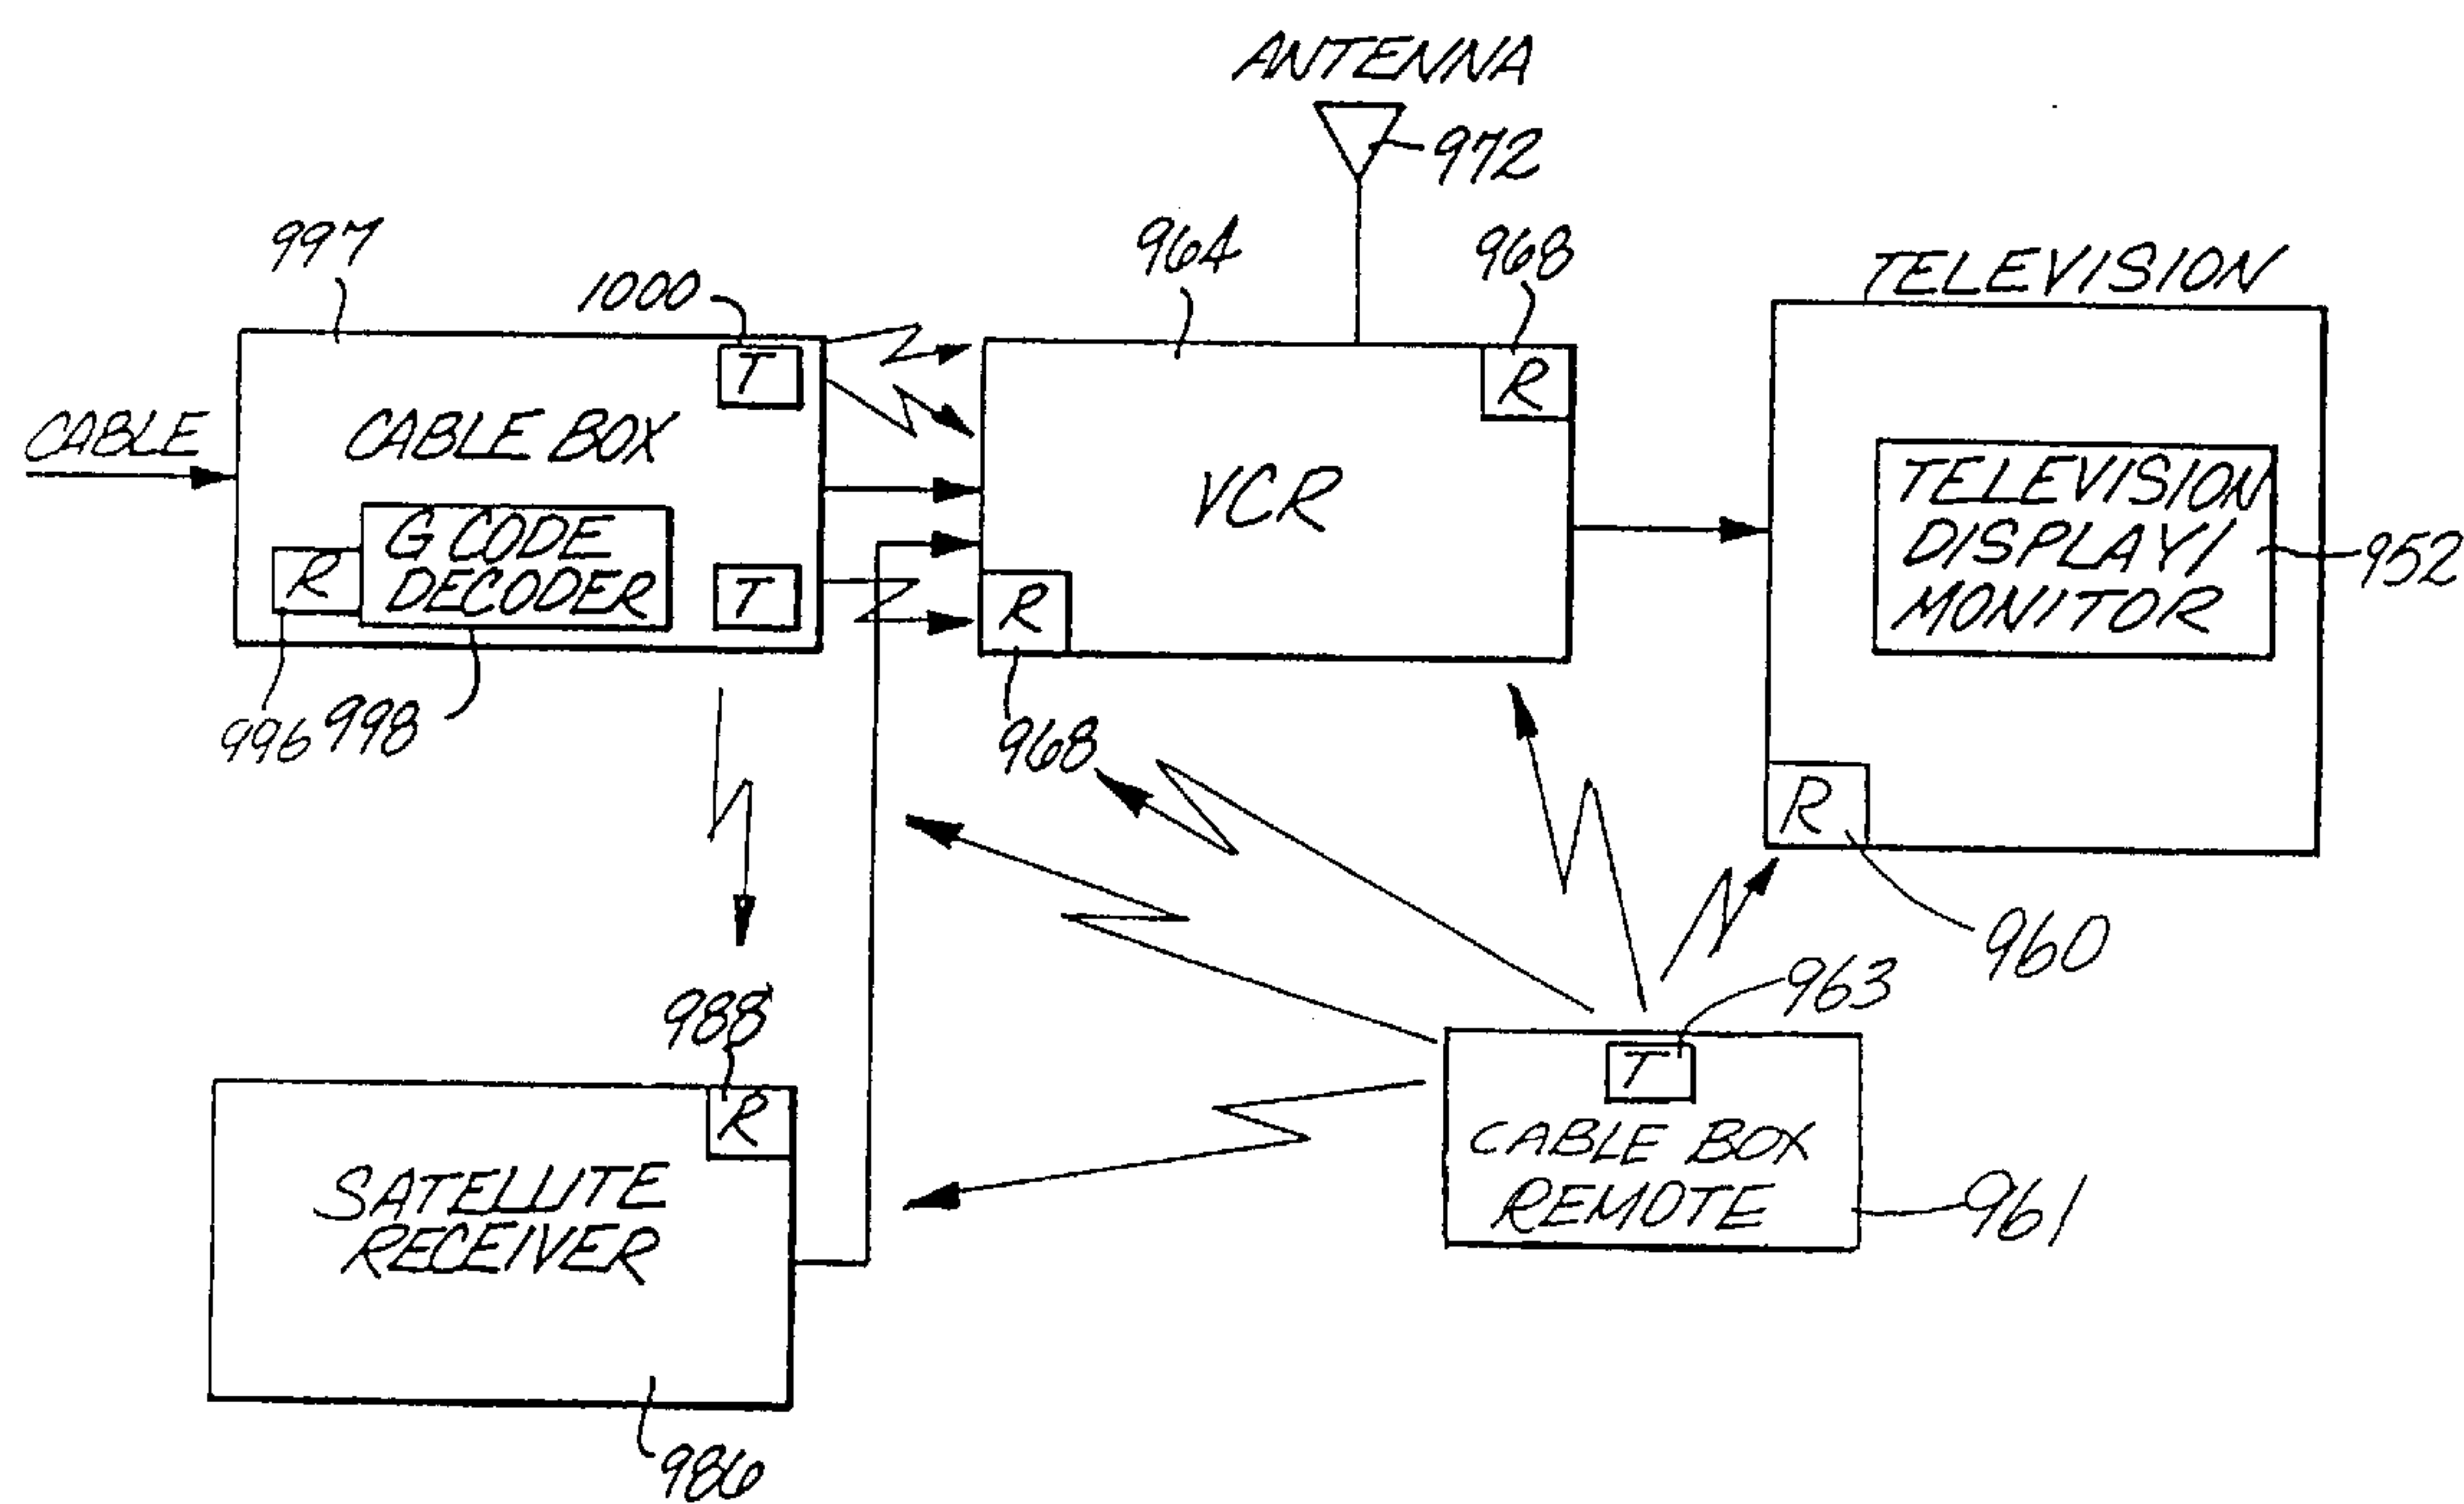 ANTENNA
972
997
1000
964
968
TELEVISION
T
R
CABLE
CABLE BOX
VCR
TELEVISION
DISPLAY/
MONITOR
952
G CODE
DECODER
R
T
R
996
998
968
R
960
963
988
R
T
CABLE BOX
REMOTE
961
SATELLITE
RECEIVER
986